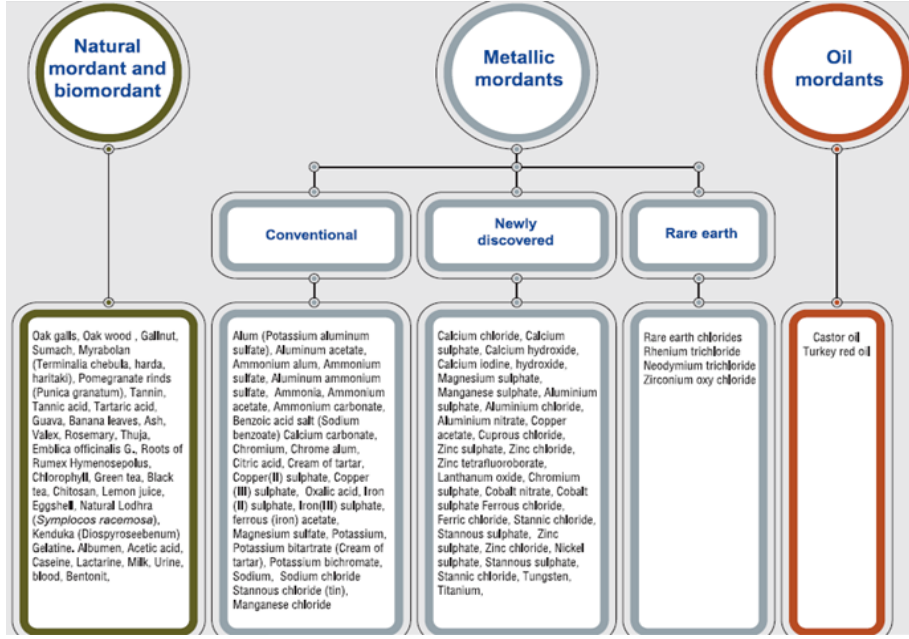 Natural
mordant and
biomordant
Metallic
mordants
Oil
mordants
Conventional
Newly
discovered
Rare earth
Oak galls, Oak wood , Gallnut,
Sumach, Myrabolan
(Terminalia chebula, harda,
haritaki), Pomegranate rinds
(Punica granatum), Tannin,
Tannic acid, Tartaric acid,
Guava, Banana leaves, Ash,
Valex, Rosemary, Thuja,
Emblica officinalis G., Roots of
Rumex Hymenosepolus,
Chlorophyll, Green tea, Black
tea, Chitosan, Lemon juice,
Eggshell, Natural Lodhra
(Symplocos racemosa),
Kenduka (Diospyroseebenum)
Gelatine. Albumen, Acetic acid,
Caseine, Lactarine, Milk, Urine,
blood, Bentonit,
Alum (Potassium aluminum
sulfate), Aluminum acetate,
Ammonium alum, Ammonium
sulfate, Aluminum ammonium
sulfate, Ammonia, Ammonium
acetate, Ammonium carbonate,
Benzoic acid salt (Sodium
benzoate) Calcium carbonate,
Chromium, Chrome alum,
Citric acid, Cream of tartar,
Copper(II) sulphate, Copper
(III) sulphate, Oxalic acid, Iron
(II) sulphate, Iron(III) sulphate,
ferrous (iron) acetate,
Magnesium sulfate, Potassium,
Potassium bitartrate (Cream of
tartar), Potassium bichromate,
Sodium, Sodium chloride
Stannous chloride (tin),
Manganese chloride
Calcium chloride, Calcium
sulphate, Calcium hydroxide,
Calcium iodine, hydroxide,
Magnesium sulphate,
Manganese sulphate, Aluminium
sulphate, Aluminium chloride,
Aluminium nitrate, Copper
acetate, Cuprous chloride,
Zinc sulphate, Zinc chloride,
Zinc tetrafluoroborate,
Lanthanum oxide, Chromium
sulphate, Cobalt nitrate, Cobalt
sulphate Ferrous chloride,
Ferric chloride, Stannic chloride,
Stannous sulphate, Zinc
sulphate, Zinc chloride, Nickel
sulphate, Stannous sulphate,
Stannic chloride, Tungsten,
Titanium,
Rare earth chlorides
Rhenium trichloride
Neodymium trichloride
Zirconium oxy chloride
Castor oil
Turkey red oil